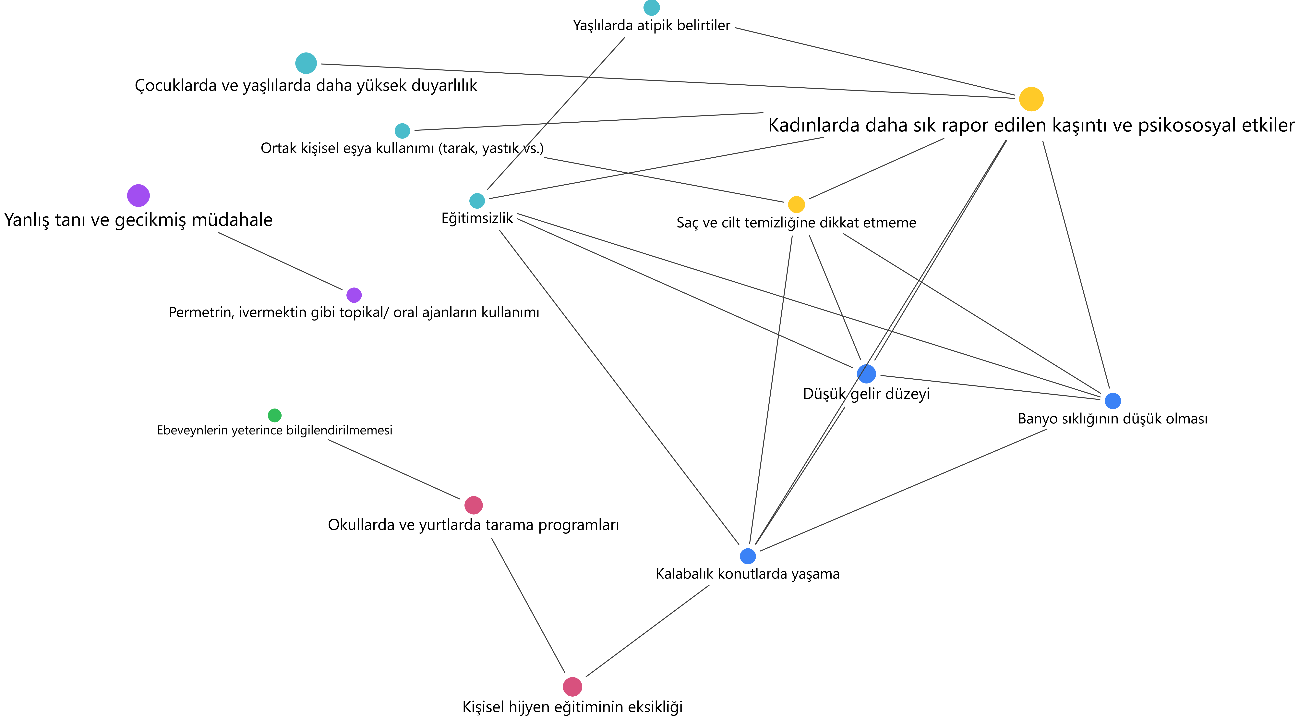 Yaşlılarda atipik belirtiler
Çocuklarda ve yaşlılarda daha yüksek duyarlılık
Kadınlarda daha sık rapor edilen kaşıntı ve psikososyal etkiler
Ortak kişisel eşya kullanımı (tarak, yastık vs.)
Yanlış tanı ve gecikmiş müdahale
Eğitimsizlik
Saç ve cilt temizliğine dikkat etmeme
Permetrin, ivermektin gibi topikal/ oral ajanların kullanımı
Düşük gelir düzeyi
Banyo sıklığının düşük olması
Ebeveynlerin yeterince bilgilendirilmemesi
Okullarda ve yurtlarda tarama programları
Kalabalık konutlarda yaşama
Kişisel hijyen eğitiminin eksikliği